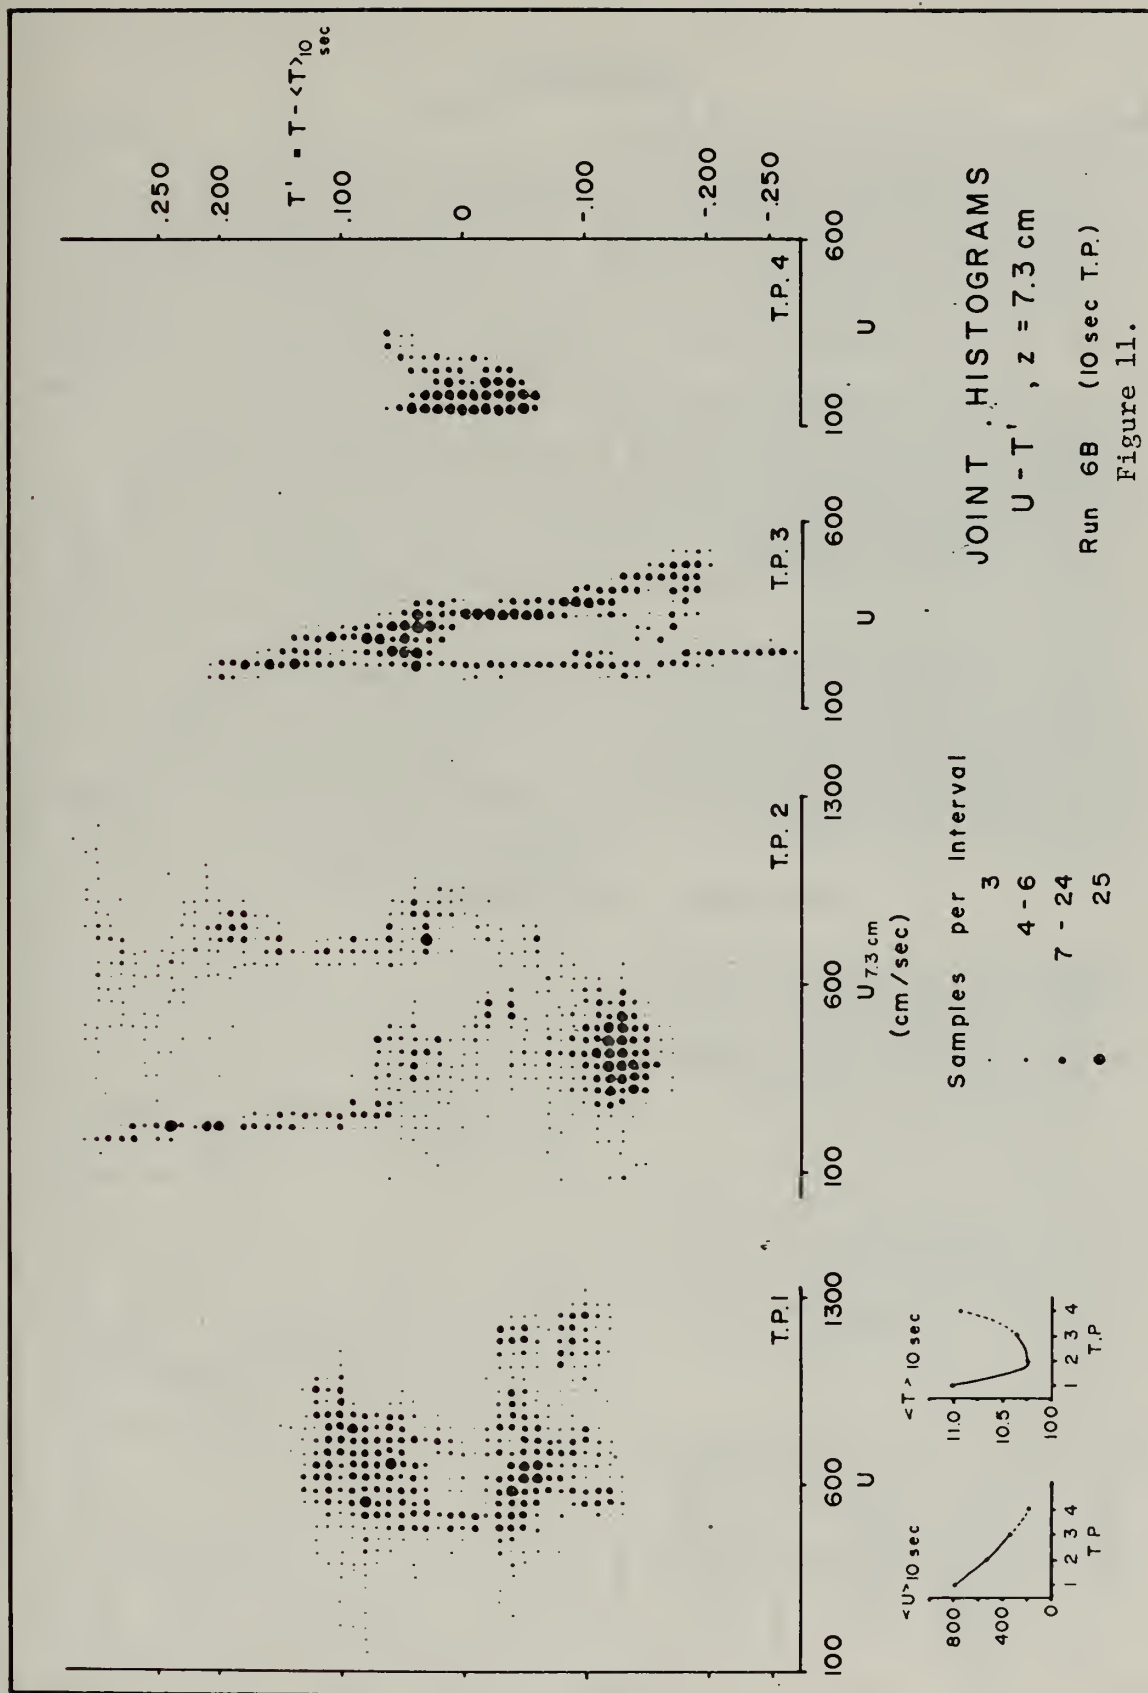 T' = T - <T>10 sec
.250
.200
.100
0
-.100
-.200
-.250
T.P.1
T.P. 2
T.P. 3
T.P. 4
100 600 1300
100 600 1300
100 600
100 600
U
U7.3 cm
(cm/sec)
U
U
<U>10 sec
800
400
0
1 2 3 4
T P
<T>10 sec
11.0
10.5
10.0
1 2 3 4
T.P
Samples per Interval
. 3
. 4 - 6
• 7 - 24
● 25
JOINT HISTOGRAMS
U - T' , z = 7.3 cm
Run 6B (10 sec T.P.)
Figure 11.